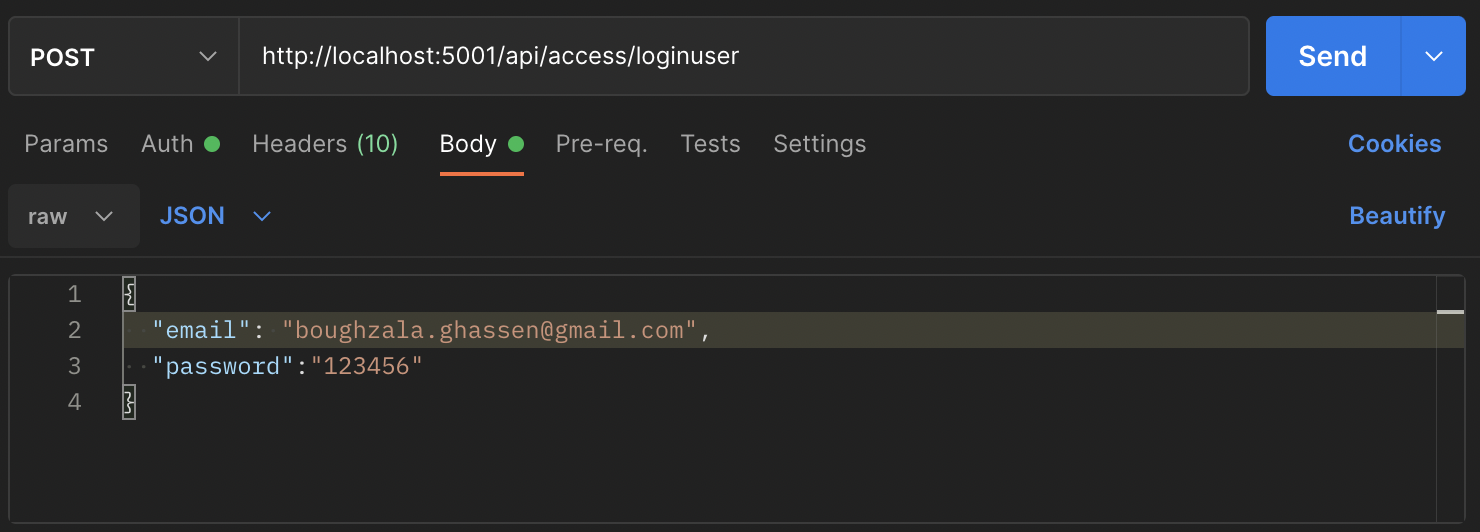 POST http://localhost:5001/api/access/loginuser Send
Params Auth Headers (10) Body Pre-req. Tests Settings Cookies
raw JSON Beautify
1 {
2 "email": "boughzala.ghassen@gmail.com",
3 "password":"123456"
4 }